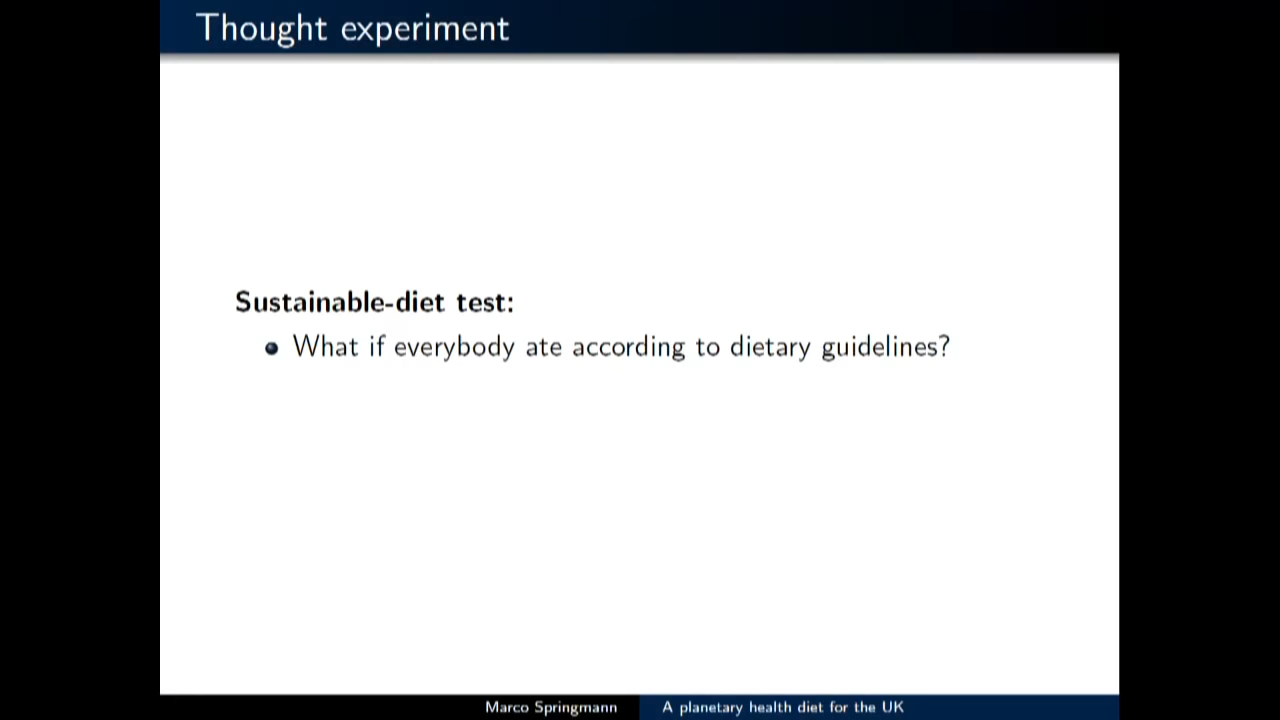 Thought experiment
Sustainable-diet test:
What if everybody ate according to dietary guidelines?
Marco Springmann
A planetary health diet for the UK